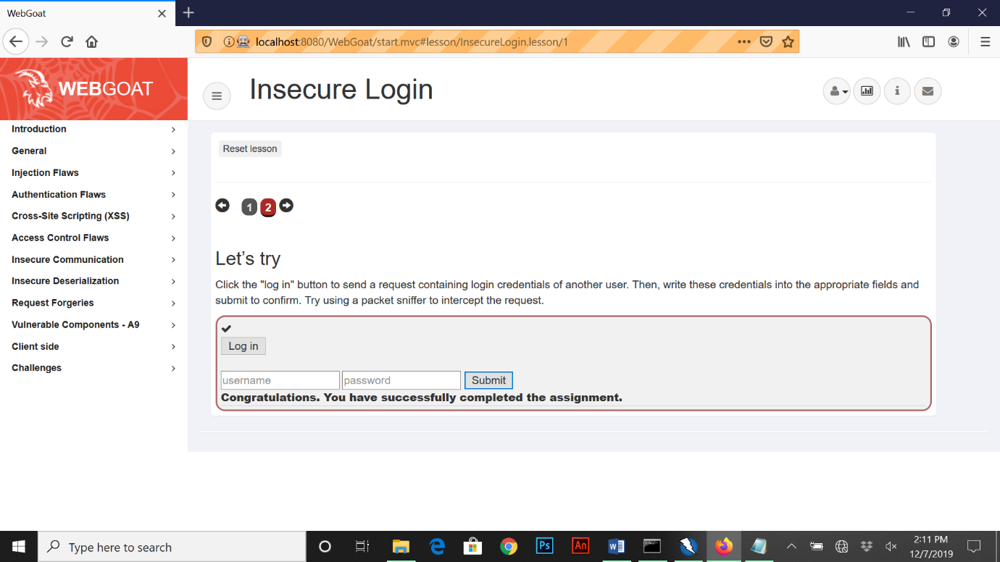 WebGoat
localhost:8080/WebGoat/start.mvc#lesson/InsecureLogin.lesson/1
WEBGOAT
Insecure Login
Introduction
General
Injection Flaws
Authentication Flaws
Cross-Site Scripting (XSS)
Access Control Flaws
Insecure Communication
Insecure Deserialization
Request Forgeries
Vulnerable Components - A9
Client side
Challenges
Reset lesson
1 2
Let’s try
Click the "log in" button to send a request containing login credentials of another user. Then, write these credentials into the appropriate fields and
submit to confirm. Try using a packet sniffer to intercept the request.
Log in
username password Submit
Congratulations. You have successfully completed the assignment.
Type here to search
Ps An
2:11 PM
12/7/2019